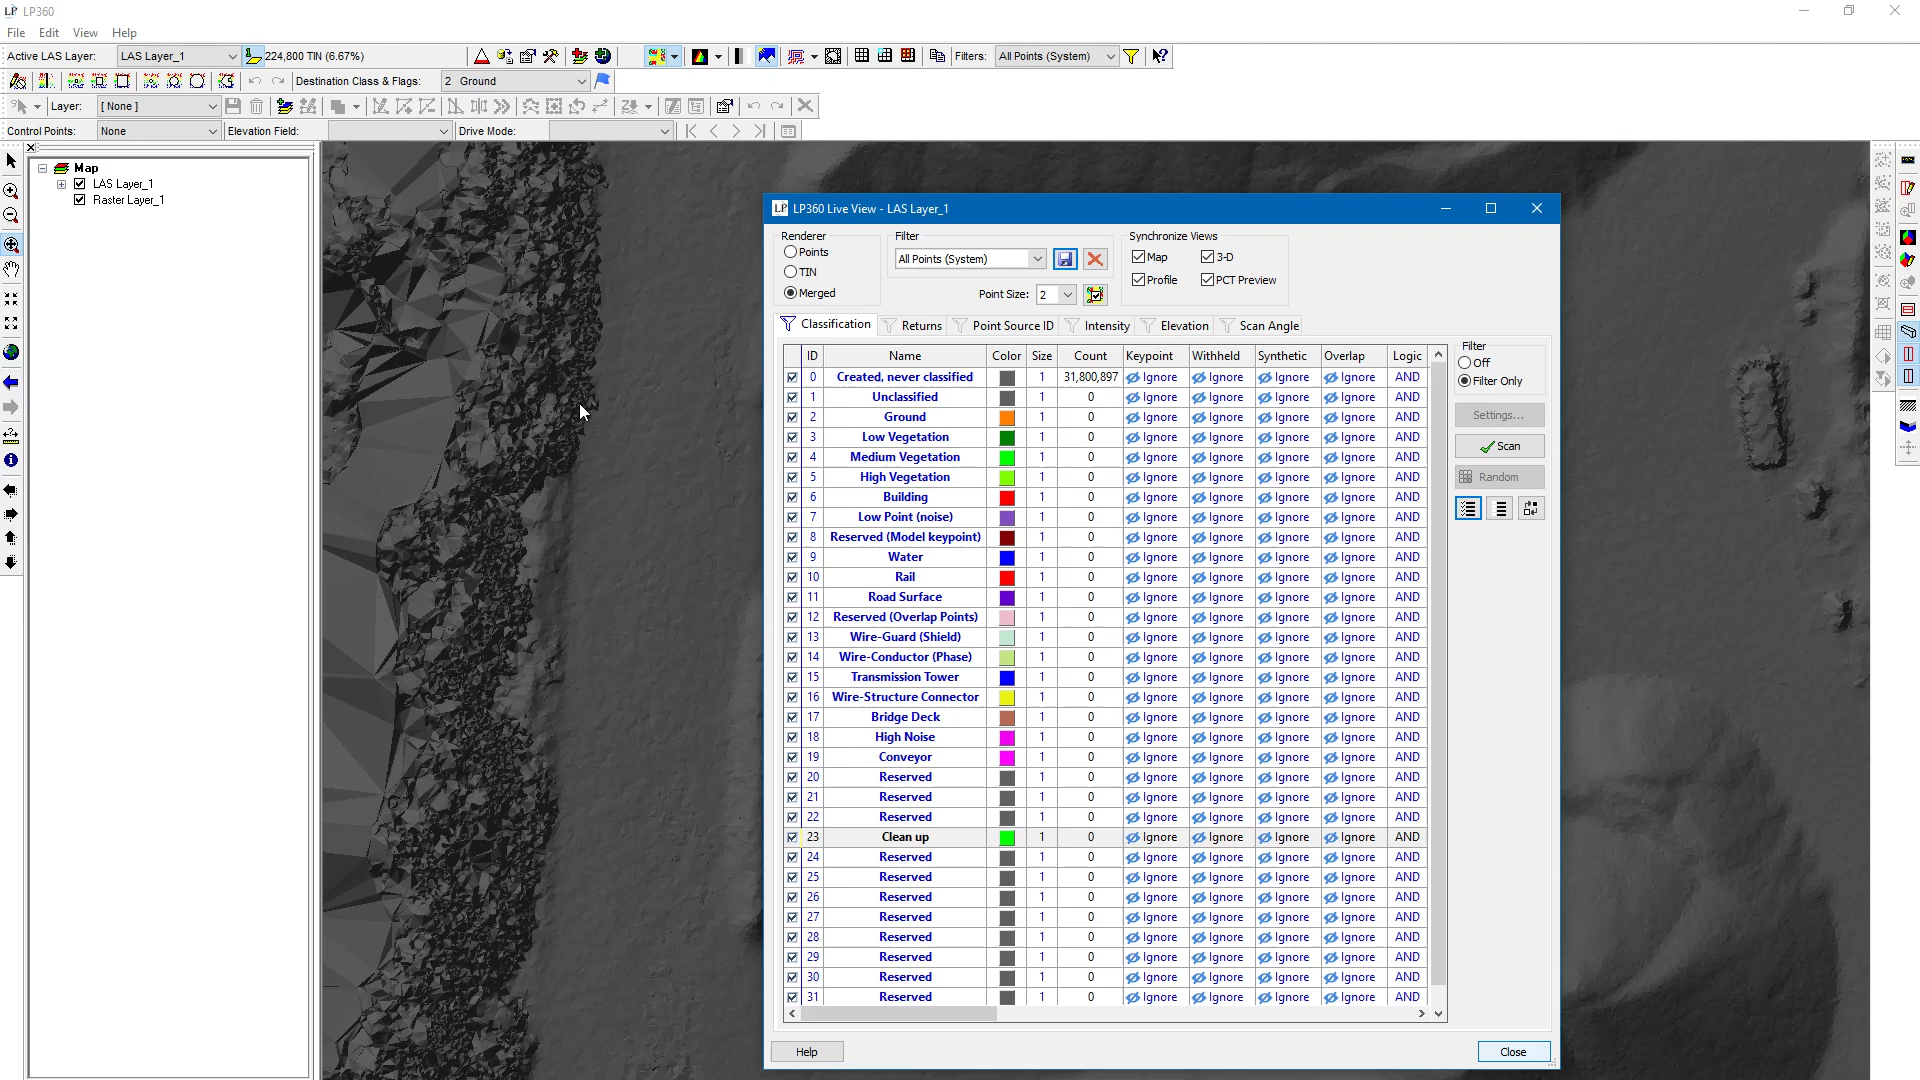 LP360
File Edit View Help
Active LAS Layer: LAS Layer_1 224,800 TIN (6.67%) Filters: All Points (System)
Destination Class & Flags: 2 Ground
Layer: [ None ]
Control Points: None Elevation Field: Drive Mode:
Map
LAS Layer_1
Raster Layer_1
LP360 Live View - LAS Layer_1
Renderer Filter Synchronize Views
Points All Points (System) Map 3-D
TIN
Merged Point Size: 2 Profile PCT Preview
Classification Returns Point Source ID Intensity Elevation Scan Angle
ID Name Color Size Count Keypoint Withheld Synthetic Overlap Logic
0 Created, never classified 1 31,800,897 Ignore Ignore Ignore Ignore AND
1 Unclassified 1 0 Ignore Ignore Ignore Ignore AND
2 Ground 1 0 Ignore Ignore Ignore Ignore AND
3 Low Vegetation 1 0 Ignore Ignore Ignore Ignore AND
4 Medium Vegetation 1 0 Ignore Ignore Ignore Ignore AND
5 High Vegetation 1 0 Ignore Ignore Ignore Ignore AND
6 Building 1 0 Ignore Ignore Ignore Ignore AND
7 Low Point (noise) 1 0 Ignore Ignore Ignore Ignore AND
8 Reserved (Model keypoint) 1 0 Ignore Ignore Ignore Ignore AND
9 Water 1 0 Ignore Ignore Ignore Ignore AND
10 Rail 1 0 Ignore Ignore Ignore Ignore AND
11 Road Surface 1 0 Ignore Ignore Ignore Ignore AND
12 Reserved (Overlap Points) 1 0 Ignore Ignore Ignore Ignore AND
13 Wire-Guard (Shield) 1 0 Ignore Ignore Ignore Ignore AND
14 Wire-Conductor (Phase) 1 0 Ignore Ignore Ignore Ignore AND
15 Transmission Tower 1 0 Ignore Ignore Ignore Ignore AND
16 Wire-Structure Connector 1 0 Ignore Ignore Ignore Ignore AND
17 Bridge Deck 1 0 Ignore Ignore Ignore Ignore AND
18 High Noise 1 0 Ignore Ignore Ignore Ignore AND
19 Conveyor 1 0 Ignore Ignore Ignore Ignore AND
20 Reserved 1 0 Ignore Ignore Ignore Ignore AND
21 Reserved 1 0 Ignore Ignore Ignore Ignore AND
22 Reserved 1 0 Ignore Ignore Ignore Ignore AND
23 Clean up 1 0 Ignore Ignore Ignore Ignore AND
24 Reserved 1 0 Ignore Ignore Ignore Ignore AND
25 Reserved 1 0 Ignore Ignore Ignore Ignore AND
26 Reserved 1 0 Ignore Ignore Ignore Ignore AND
27 Reserved 1 0 Ignore Ignore Ignore Ignore AND
28 Reserved 1 0 Ignore Ignore Ignore Ignore AND
29 Reserved 1 0 Ignore Ignore Ignore Ignore AND
30 Reserved 1 0 Ignore Ignore Ignore Ignore AND
31 Reserved 1 0 Ignore Ignore Ignore Ignore AND
Filter
Off
Filter Only
Settings...
Scan
Random
Help Close